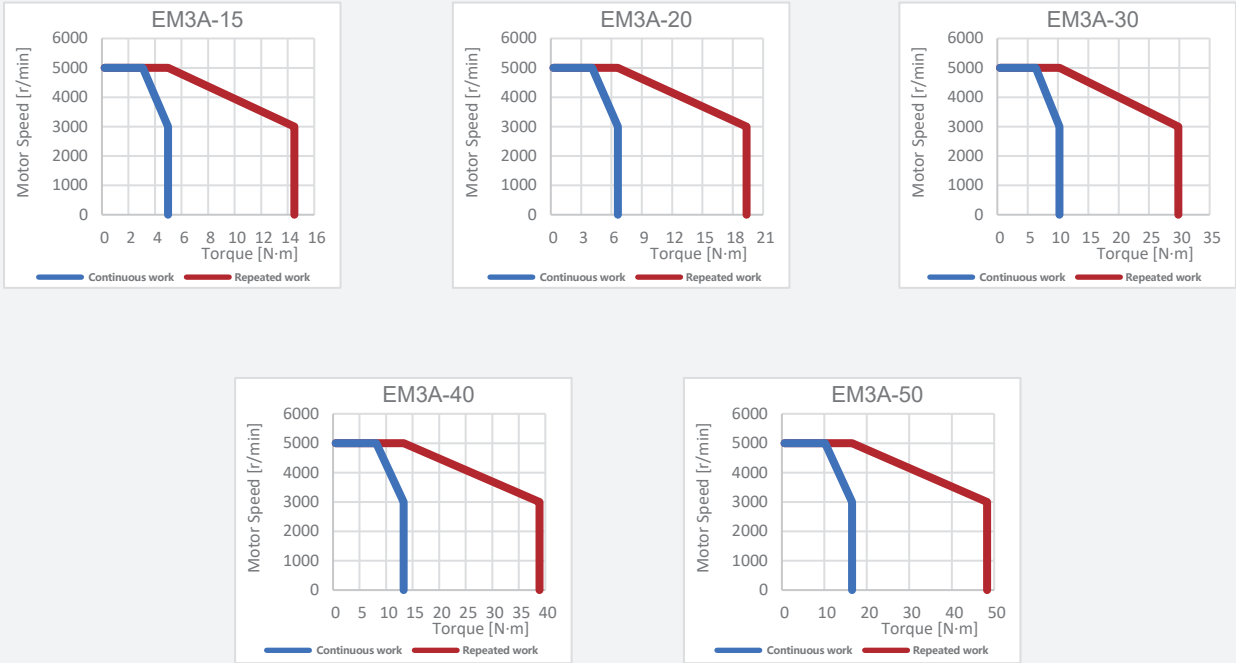 EM3A-15
6000
5000
4000
3000
2000
1000
0
Motor Speed [r/min]
0 2 4 6 8 10 12 14 16
Torque [N·m]
Continuous work Repeated work
EM3A-20
6000
5000
4000
3000
2000
1000
0
Motor Speed [r/min]
0 3 6 9 12 15 18 21
Torque [N·m]
Continuous work Repeated work
EM3A-30
6000
5000
4000
3000
2000
1000
0
Motor Speed [r/min]
0 5 10 15 20 25 30 35
Torque [N·m]
Continuous work Repeated work
EM3A-40
6000
5000
4000
3000
2000
1000
0
Motor Speed [r/min]
0 5 10 15 20 25 30 35 40
Torque [N·m]
Continuous work Repeated work
EM3A-50
6000
5000
4000
3000
2000
1000
0
Motor Speed [r/min]
0 10 20 30 40 50
Torque [N·m]
Continuous work Repeated work